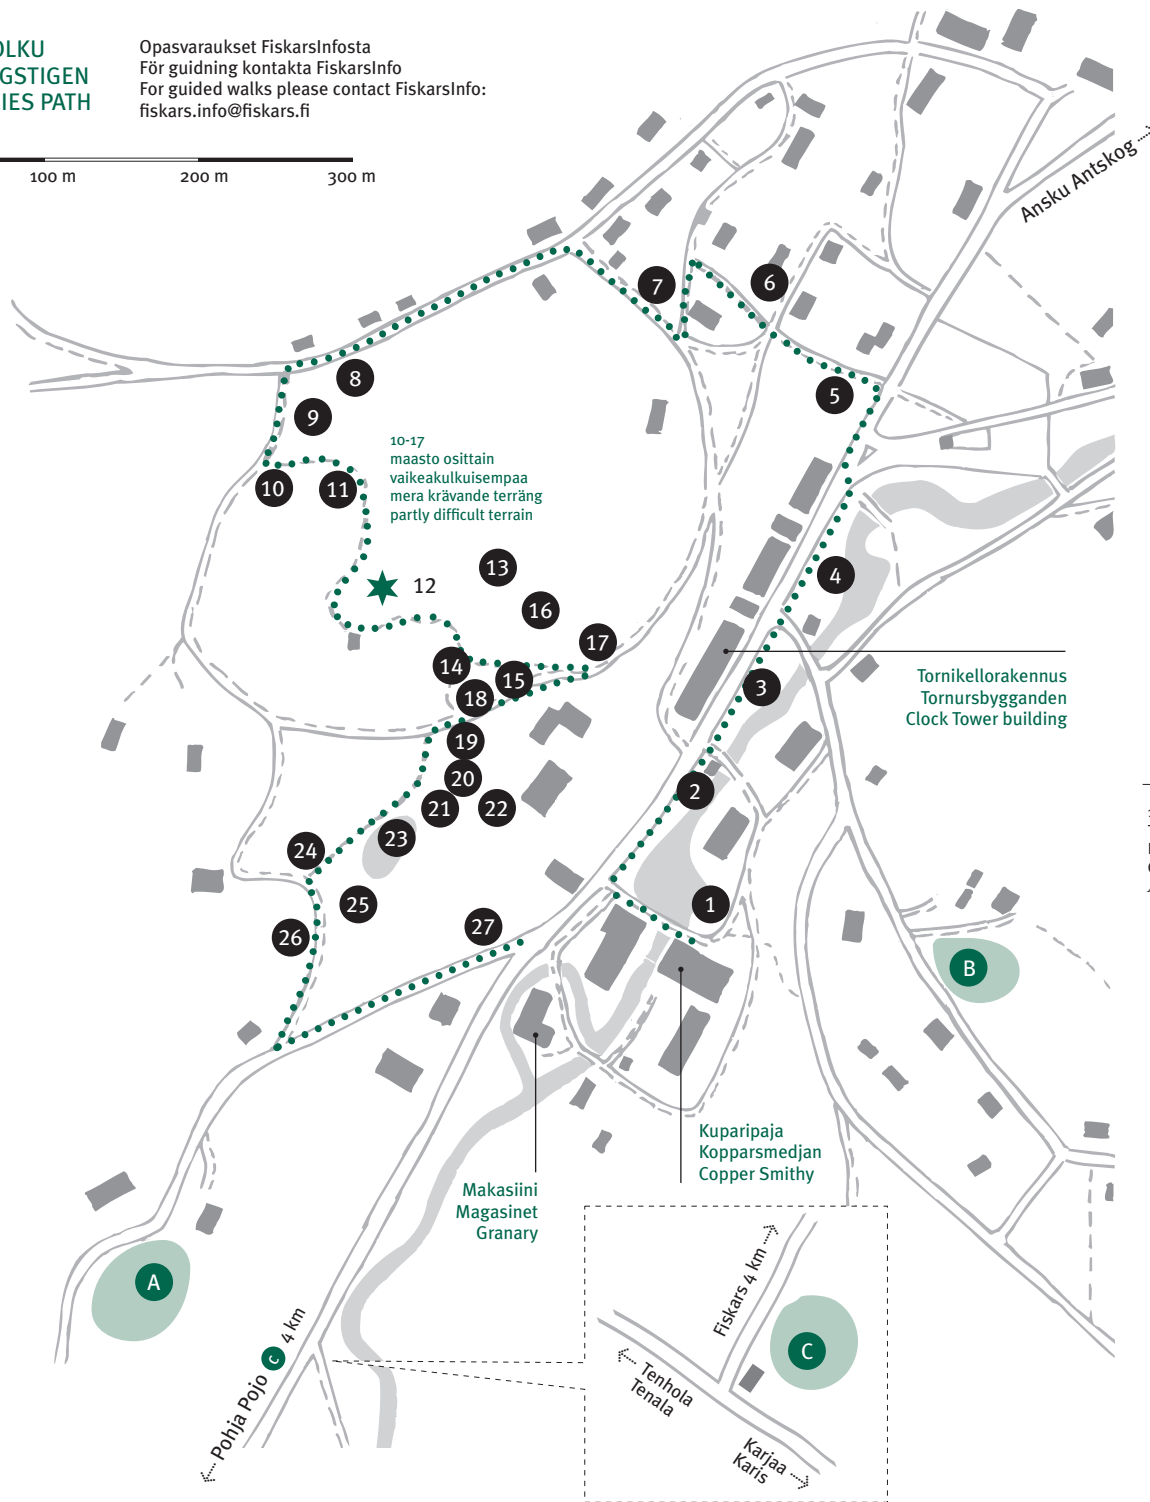 OLKU
GSTIGEN
IES PATH
Opasvaraukset FiskarsInfosta
För guidning kontakta FiskarsInfo
For guided walks please contact FiskarsInfo:
fiskars.info@fiskars.fi
100 m
200 m
300 m
Ansku Antskog
7
6
8
5
9
10-17
maasto osittain
vaikeakulkuisempaa
mera krävande terräng
partly difficult terrain
10
11
12
13
4
16
17
14
15
3
18
Tornikellorakennus
Tornursbygganden
Clock Tower building
19
20
2
21
22
23
24
25
1
26
27
B
Kuparipaja
Kopparsmedjan
Copper Smithy
Makasiini
Magasinet
Granary
A
Pohja Pojo C 4 km
Fiskars 4 km
C
Tenhola
Tenala
Karjaa
Karis